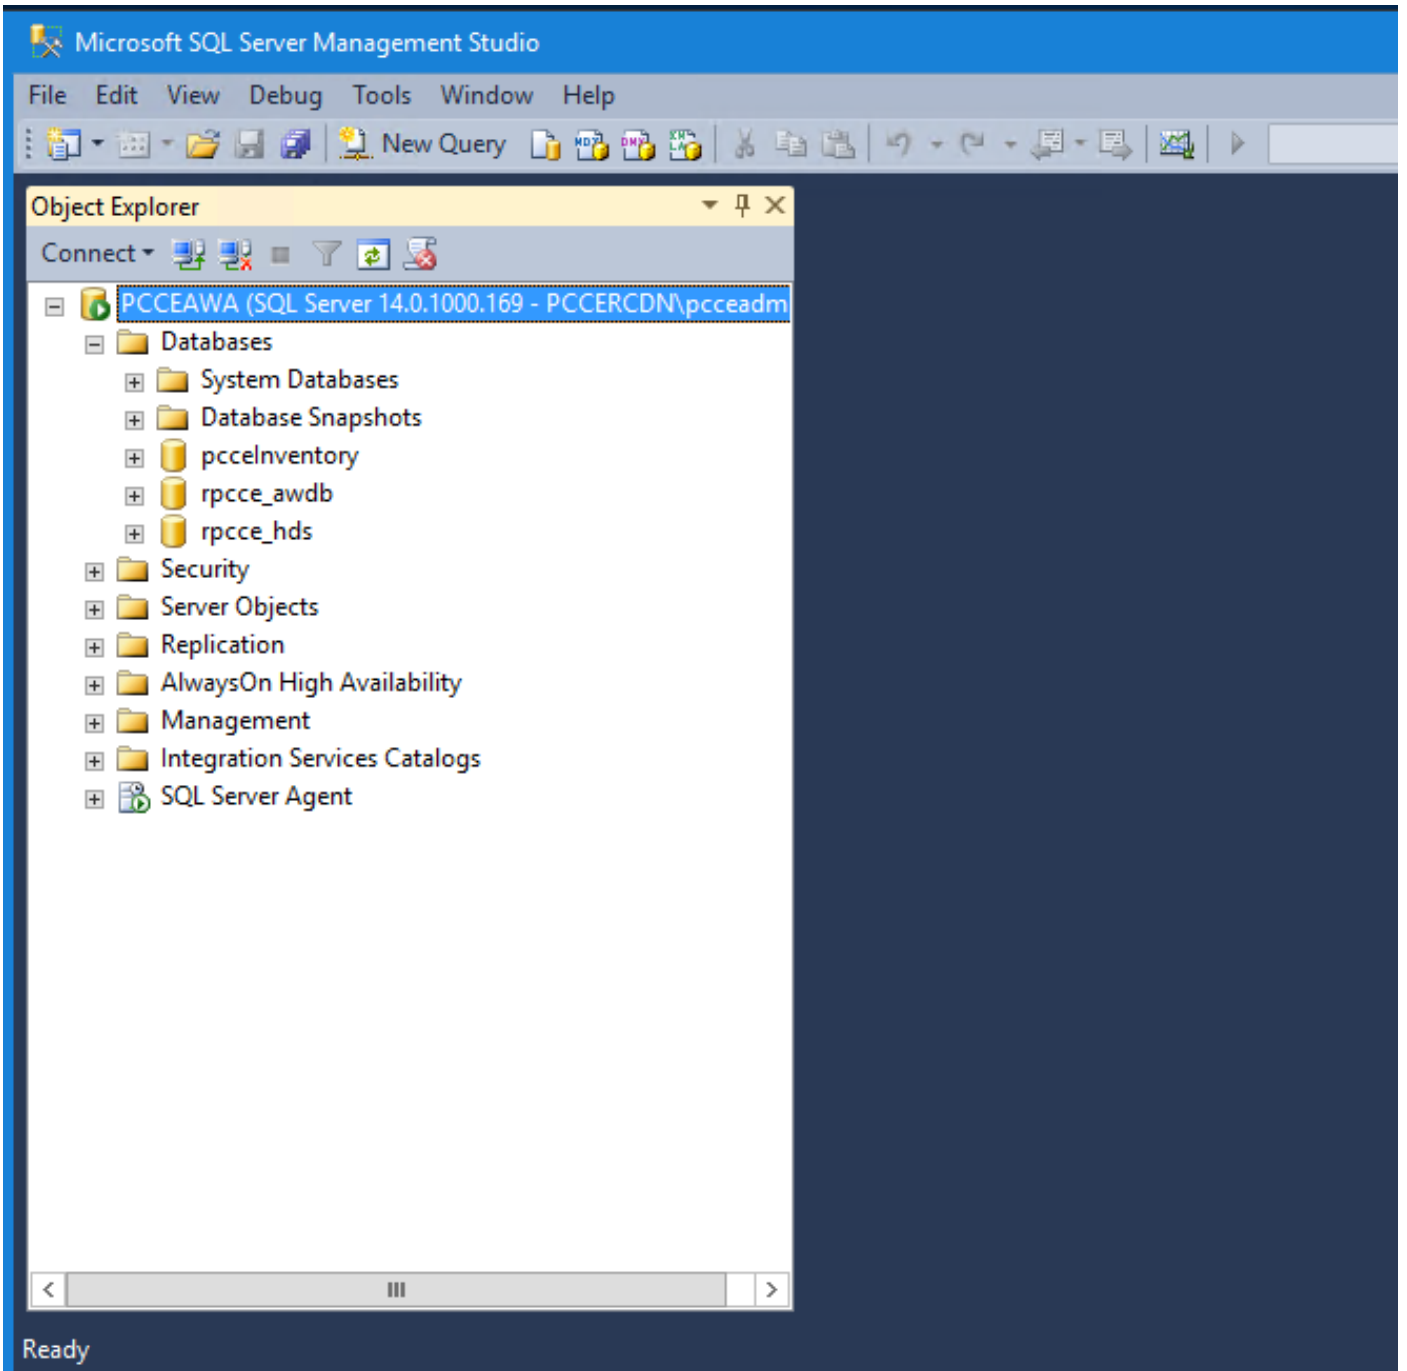 Microsoft SQL Server Management Studio
File Edit View Debug Tools Window Help
New Query
Object Explorer
Connect
PCCEAWA (SQL Server 14.0.1000.169 - PCCERCDN\pcceadm
Databases
System Databases
Database Snapshots
pcceInventory
rpcce_awdb
rpcce_hds
Security
Server Objects
Replication
AlwaysOn High Availability
Management
Integration Services Catalogs
SQL Server Agent
Ready